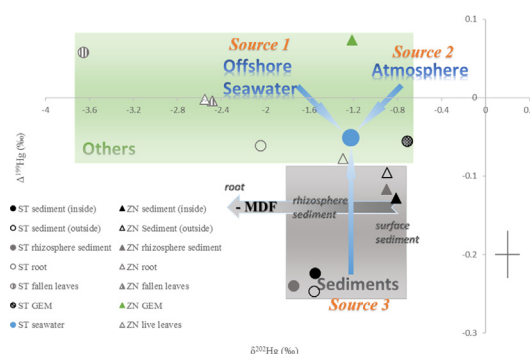 0.1
Source 1
Source 2
Offshore
Seawater
Atmosphere
-4
-3.6
-2.8
-2.4
-2
-1.6
-1.2
-0.8
0
0.4
Others
Δ¹⁹⁹Hg (‰)
-0.1
root
- MDF
rhizosphere
sediment
surface
sediment
ST sediment (inside)
ZN sediment (inside)
ST sediment (outside)
ZN Sediment (outside)
ST rhizosphere sediment
ZN rhizosphere sediment
ST root
ZN root
ST fallen leaves
ZN fallen leaves
ST GEM
ZN GEM
ST seawater
ZN live leaves
Sediments
Source 3
-0.2
-0.3
δ²⁰²Hg (‰)